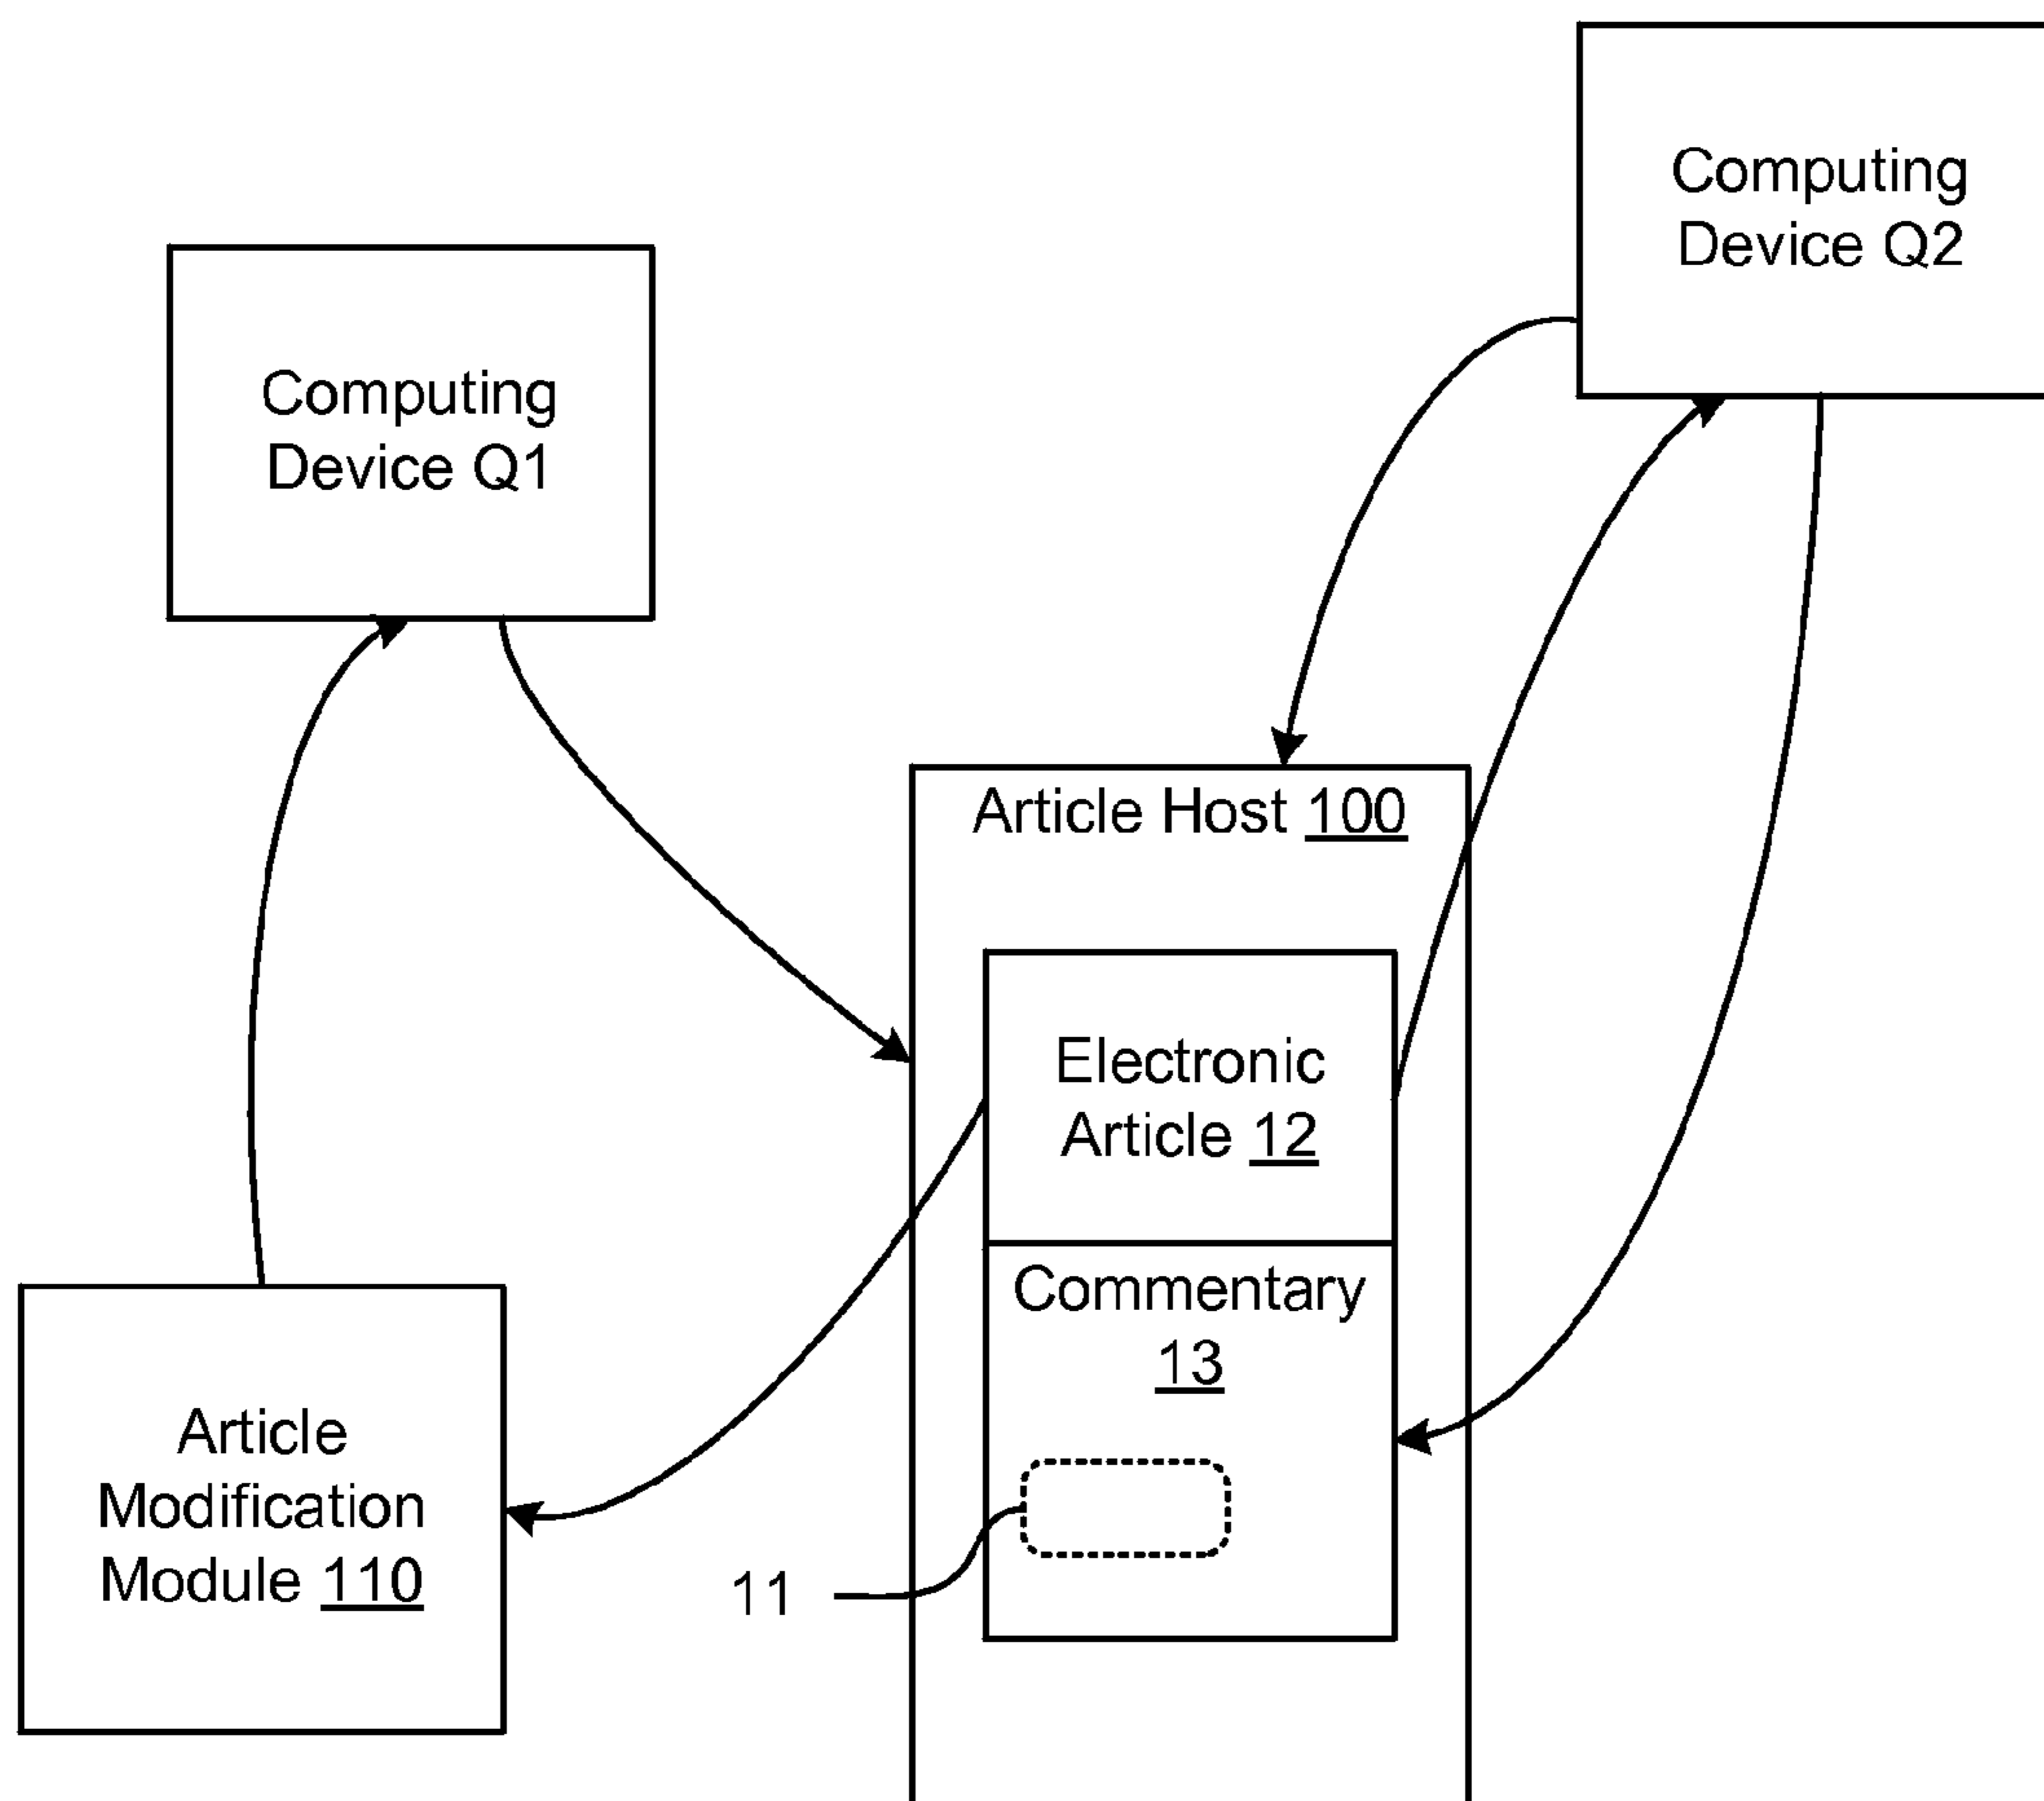 Computing
Device Q2
Computing
Device Q1
Article Host 100
Electronic
Article 12
Commentary
13
Article
Modification
Module 110
11